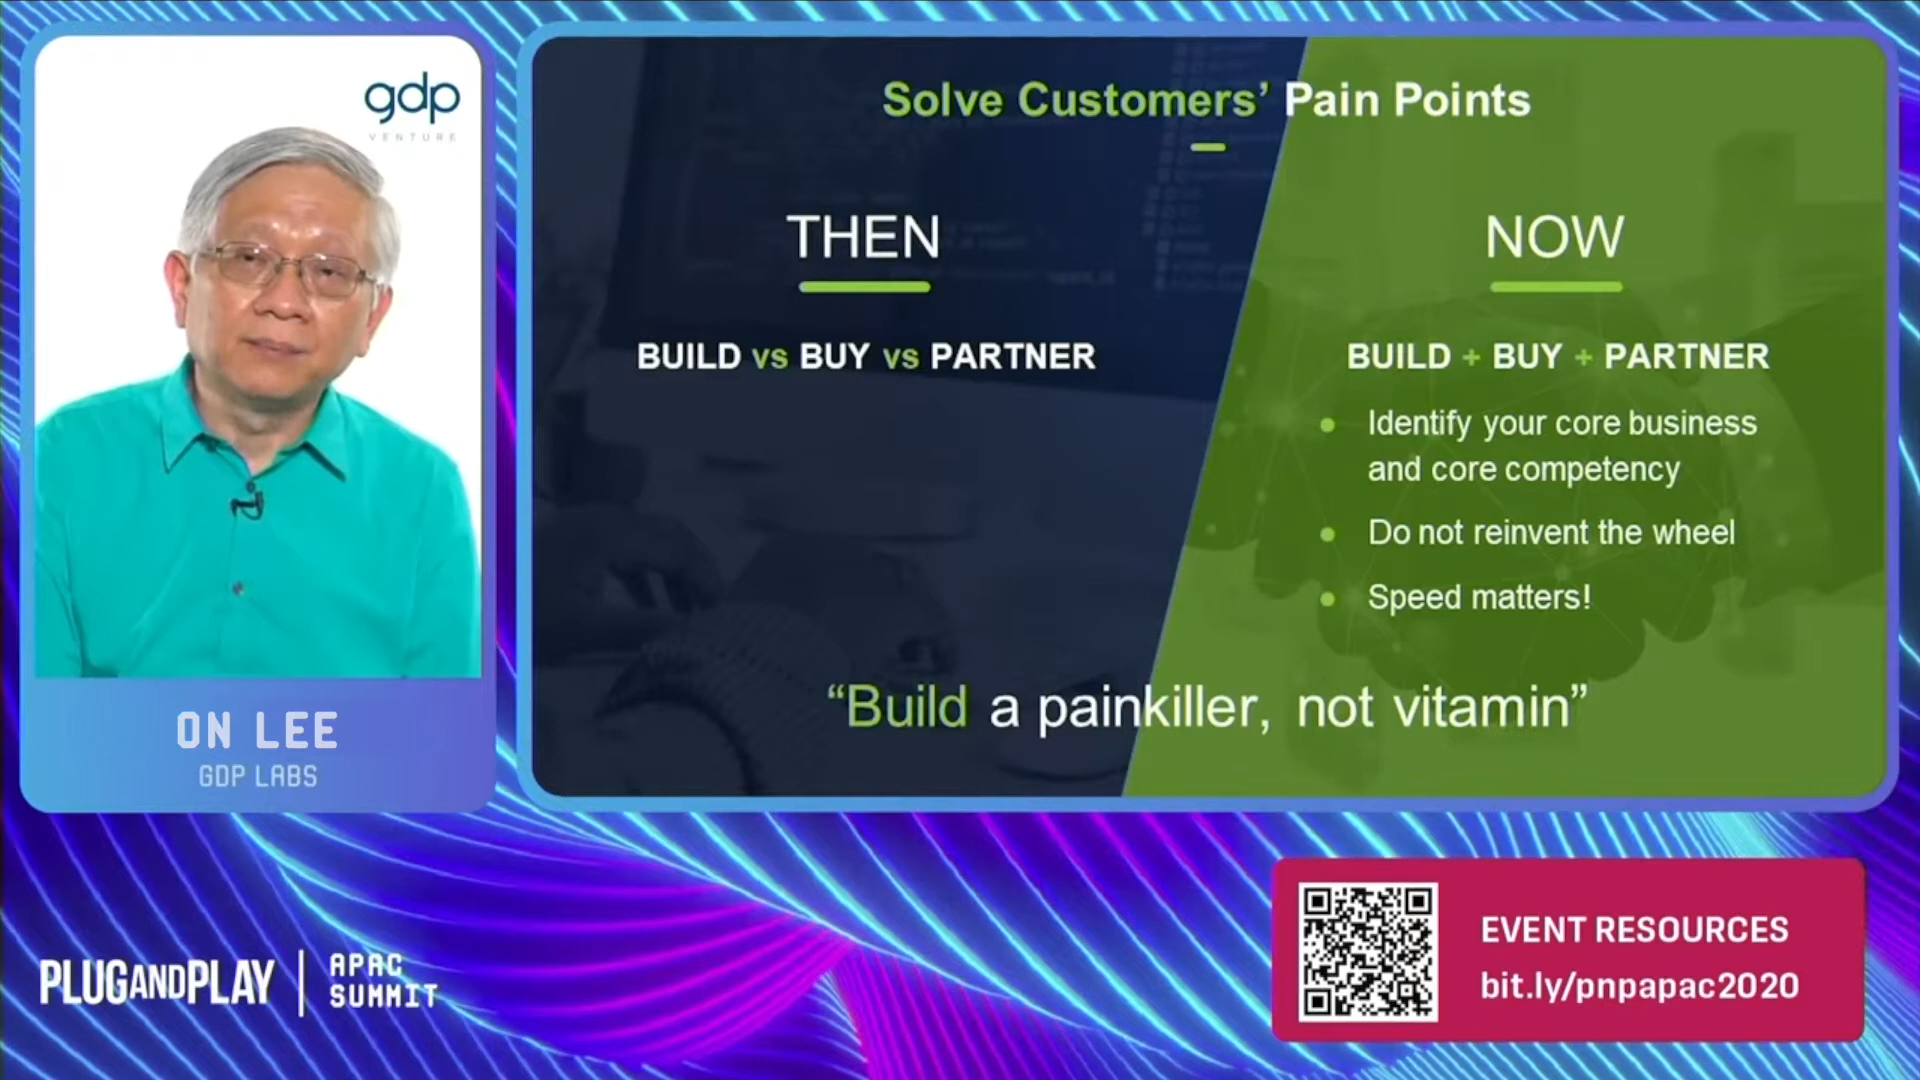 gdp
VENTURE
ON LEE
GDP LABS
Solve Customers’ Pain Points
THEN
BUILD vs BUY vs PARTNER
NOW
BUILD + BUY + PARTNER
Identify your core business
and core competency
Do not reinvent the wheel
Speed matters!
“Build a painkiller, not vitamin”
PLUGANDPLAY
APAC
SUMMIT
EVENT RESOURCES
bit.ly/pnpapac2020